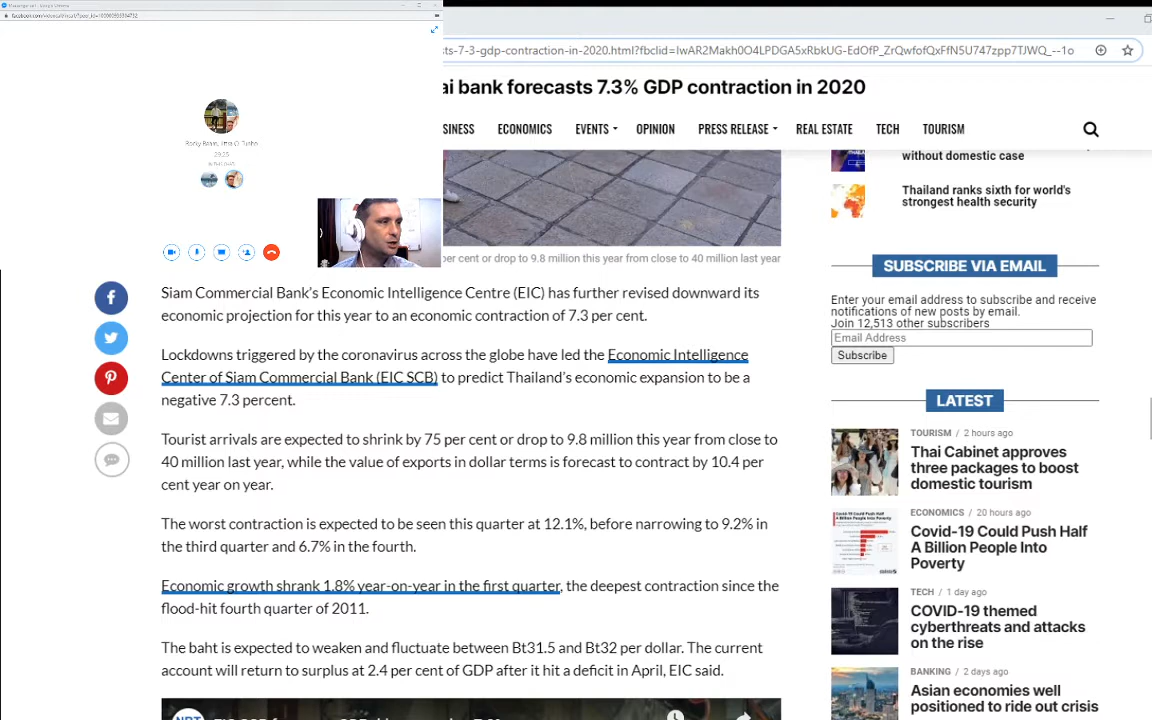 sts-7-3-gdp-contraction-in-2020.html?fbclid=IwAR2Makh0O4LPDGA5xRbkUG-EdOfP_ZrQwfofQxFfN5U747zpp7TJWQ_--1o
ai bank forecasts 7.3% GDP contraction in 2020
SINESS ECONOMICS EVENTS OPINION PRESS RELEASE REAL ESTATE TECH TOURISM
per cent or drop to 9.8 million this year from close to 40 million last year
Siam Commercial Bank’s Economic Intelligence Centre (EIC) has further revised downward its
economic projection for this year to an economic contraction of 7.3 per cent.
Lockdowns triggered by the coronavirus across the globe have led the Economic Intelligence
Center of Siam Commercial Bank (EIC SCB) to predict Thailand’s economic expansion to be a
negative 7.3 percent.
Tourist arrivals are expected to shrink by 75 per cent or drop to 9.8 million this year from close to
40 million last year, while the value of exports in dollar terms is forecast to contract by 10.4 per
cent year on year.
The worst contraction is expected to be seen this quarter at 12.1%, before narrowing to 9.2% in
the third quarter and 6.7% in the fourth.
Economic growth shrank 1.8% year-on-year in the first quarter, the deepest contraction since the
flood-hit fourth quarter of 2011.
The baht is expected to weaken and fluctuate between Bt31.5 and Bt32 per dollar. The current
account will return to surplus at 2.4 per cent of GDP after it hit a deficit in April, EIC said.
without domestic case
Thailand ranks sixth for world's
strongest health security
SUBSCRIBE VIA EMAIL
Enter your email address to subscribe and receive
notifications of new posts by email.
Join 12,513 other subscribers
Email Address
Subscribe
LATEST
TOURISM / 2 hours ago
Thai Cabinet approves
three packages to boost
domestic tourism
ECONOMICS / 20 hours ago
Covid-19 Could Push Half
A Billion People Into
Poverty
TECH / 1 day ago
COVID-19 themed
cyberthreats and attacks
on the rise
BANKING / 2 days ago
Asian economies well
positioned to ride out crisis